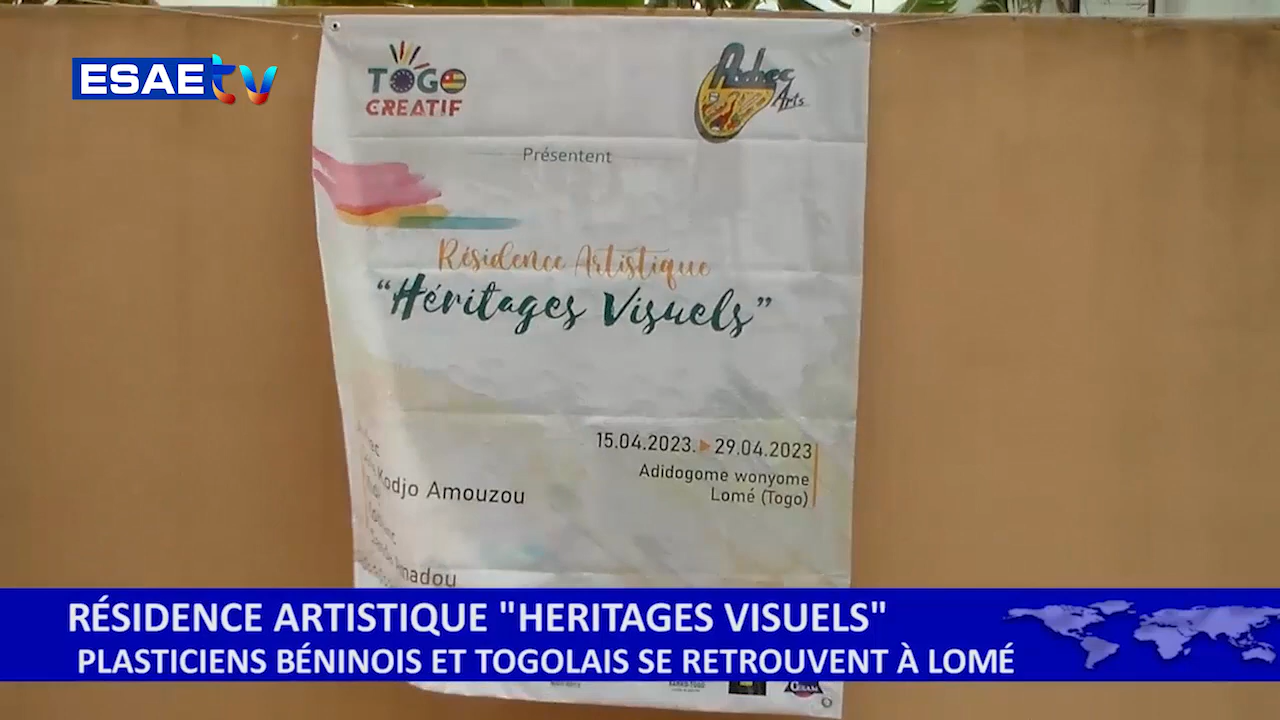 ESAE tv
TOGO
CREATIF
Arts
Présentent
Résidence Artistique
“Héritages Visuels”
15.04.2023. 29.04.2023
Adidogome wonyome
Lomé (Togo)
Kodjo Amouzou
RÉSIDENCE ARTISTIQUE "HERITAGES VISUELS"
PLASTICIENS BÉNINOIS ET TOGOLAIS SE RETROUVENT À LOMÉ